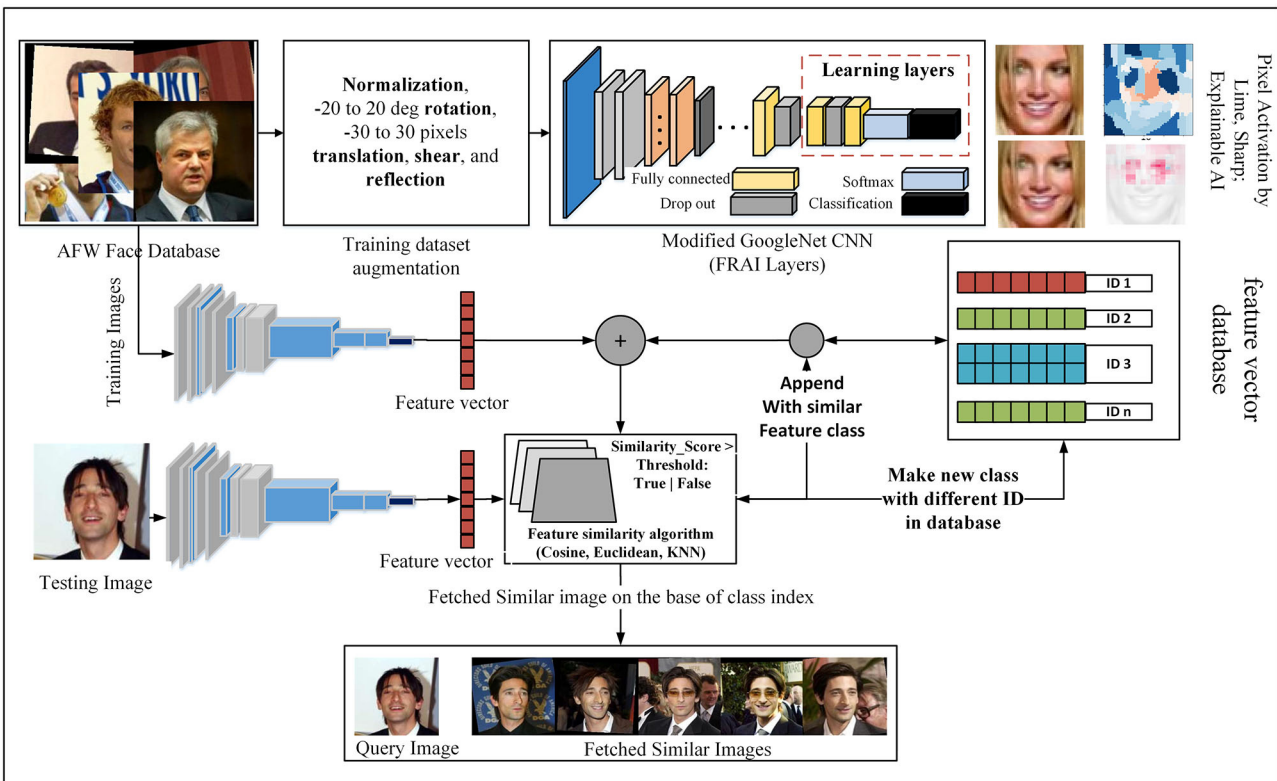 Normalization,
-20 to 20 deg rotation,
-30 to 30 pixels
translation, shear, and
reflection
Learning layers
Fully connected
Drop out
Softmax
Classification
Pixel Activation by
Lime, Sharp;
Explainable AI
AFW Face Database
Training dataset
augmentation
Modified GoogleNet CNN
(FRAI Layers)
Training Images
Feature vector
+
Append
With similar
Feature class
ID 1
ID 2
ID 3
ID n
feature vector
database
Testing Image
Feature vector
Similarity_Score >
Threshold:
True | False
Feature similarity algorithm
(Cosine, Euclidean, KNN)
Make new class
with different ID
in database
Fetched Similar image on the base of class index
Query Image
Fetched Similar Images